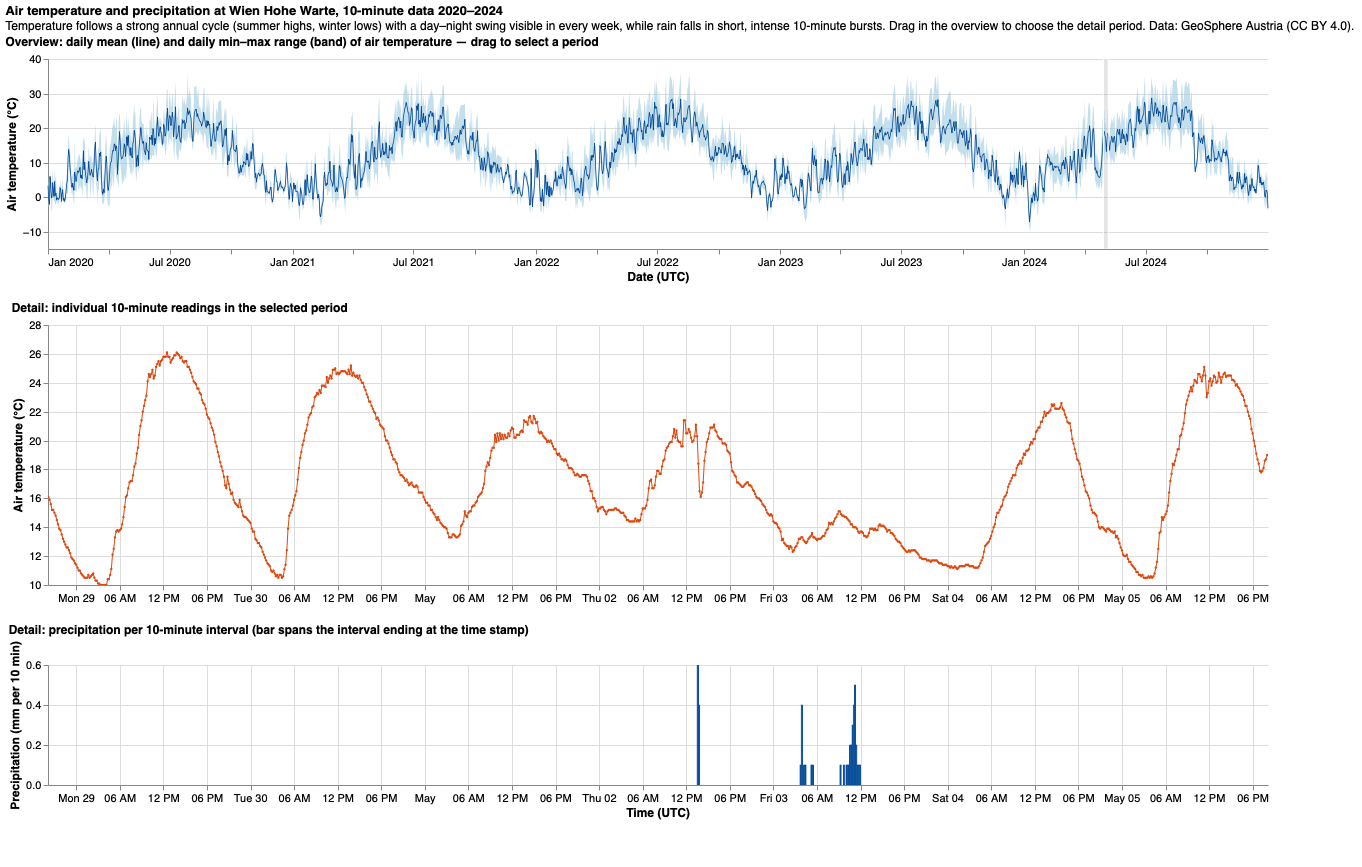 Air temperature and precipitation at Wien Hohe Warte, 10-minute data 2020–2024
Temperature follows a strong annual cycle (summer highs, winter lows) with a day–night swing visible in every week, while rain falls in short, intense 10-minute bursts. Drag in the overview to choose the detail period. Data: GeoSphere Austria (CC BY 4.0).
Overview: daily mean (line) and daily min–max range (band) of air temperature — drag to select a period
Air temperature (°C)
40
30
20
10
0
−10
Jan 2020 Jul 2020 Jan 2021 Jul 2021 Jan 2022 Jul 2022 Jan 2023 Jul 2023 Jan 2024 Jul 2024
Date (UTC)
Detail: individual 10-minute readings in the selected period
Air temperature (°C)
28
26
24
22
20
18
16
14
12
10
Mon 29 06 AM 12 PM 06 PM Tue 30 06 AM 12 PM 06 PM May 06 AM 12 PM 06 PM Thu 02 06 AM 12 PM 06 PM Fri 03 06 AM 12 PM 06 PM Sat 04 06 AM 12 PM 06 PM May 05 06 AM 12 PM 06 PM
Detail: precipitation per 10-minute interval (bar spans the interval ending at the time stamp)
Precipitation (mm per 10 min)
0.6
0.4
0.2
0.0
Mon 29 06 AM 12 PM 06 PM Tue 30 06 AM 12 PM 06 PM May 06 AM 12 PM 06 PM Thu 02 06 AM 12 PM 06 PM Fri 03 06 AM 12 PM 06 PM Sat 04 06 AM 12 PM 06 PM May 05 06 AM 12 PM 06 PM
Time (UTC)